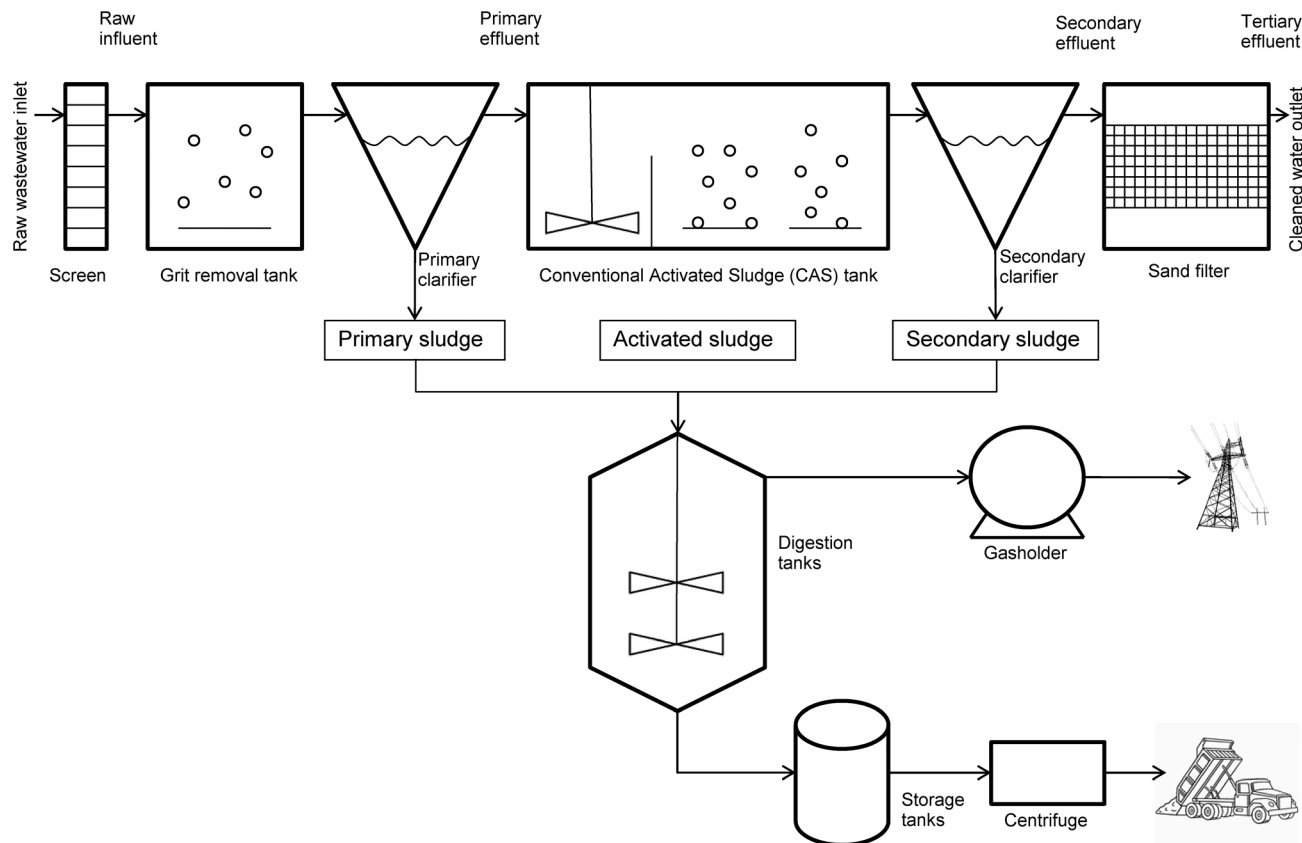 Raw
influent
Primary
effluent
Secondary
effluent
Tertiary
effluent
Raw wastewater inlet
Cleaned water outlet
Screen
Grit removal tank
Primary
clarifier
Conventional Activated Sludge (CAS) tank
Secondary
clarifier
Sand filter
Primary sludge
Activated sludge
Secondary sludge
Digestion
tanks
Gasholder
Storage
tanks
Centrifuge